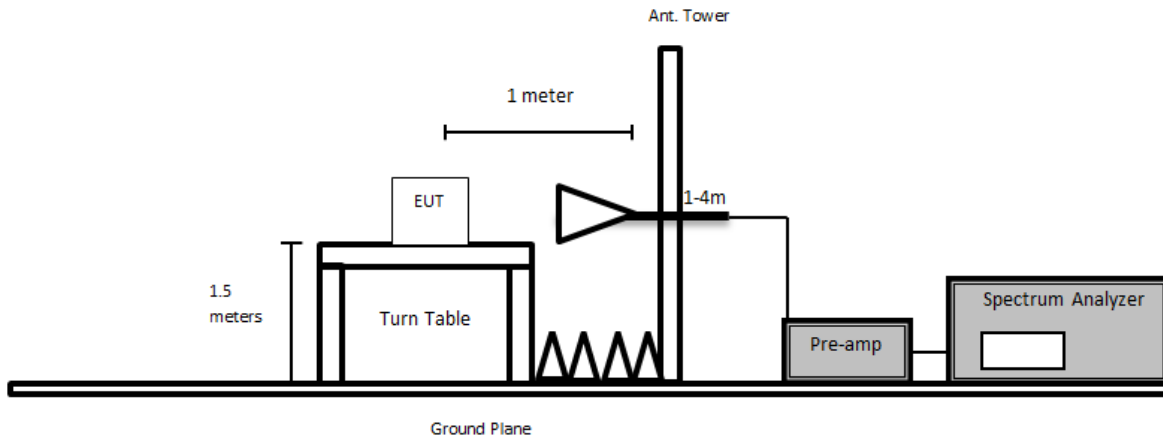 Ant. Tower
1 meter
EUT
1-4m
1.5
meters
Turn Table
Spectrum Analyzer
Pre-amp
Ground Plane